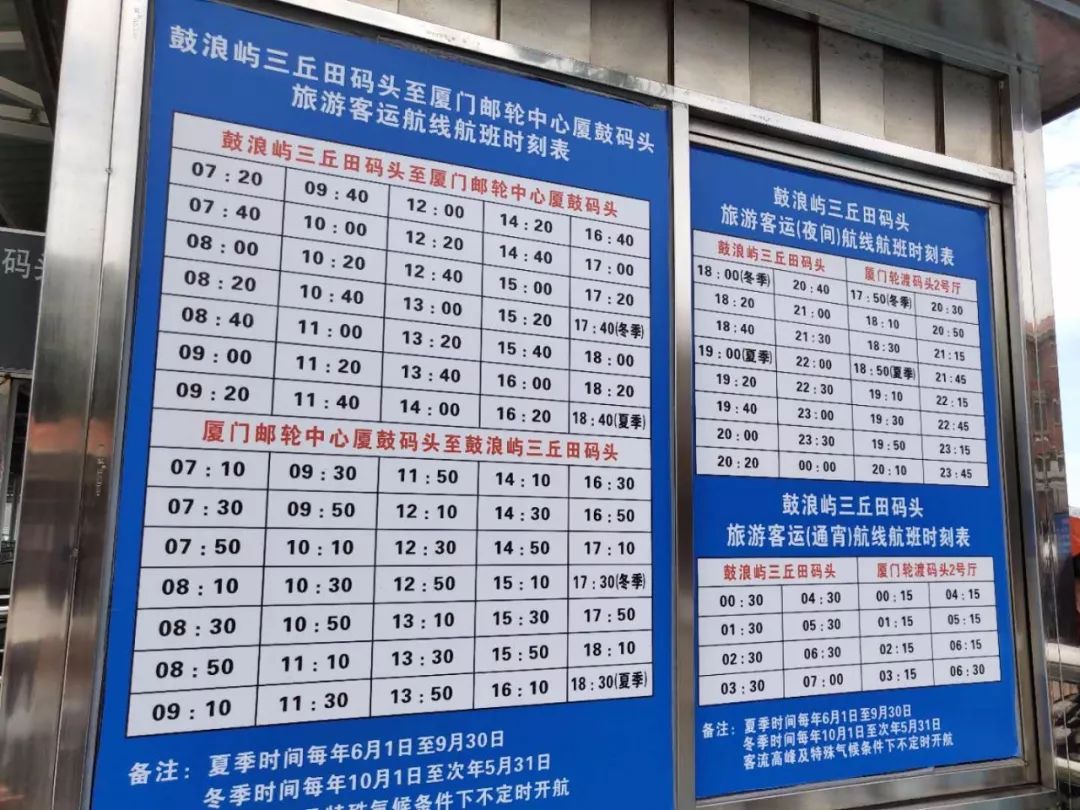 鼓浪屿三丘田码头至厦门邮轮中心厦鼓码头
旅游客运航线航班时刻表
鼓浪屿三丘田码头至厦门邮轮中心厦鼓码头
07:20 09:40 12:00 14:20 16:40
07:40 10:00 12:20 14:40 17:00
08:00 10:20 12:40 15:00 17:20
08:20 10:40 13:00 15:20 17:40(冬季)
08:40 11:00 13:20 15:40 18:00
09:00 11:20 13:40 16:00 18:20
09:20 11:40 14:00 16:20 18:40(夏季)
厦门邮轮中心厦鼓码头至鼓浪屿三丘田码头
07:10 09:30 11:50 14:10 16:30
07:30 09:50 12:10 14:30 16:50
07:50 10:10 12:30 14:50 17:10
08:10 10:30 12:50 15:10 17:30(冬季)
08:30 10:50 13:10 15:30 17:50
08:50 11:10 13:30 15:50 18:10
09:10 11:30 13:50 16:10 18:30(夏季)
备注：夏季时间每年6月1日至9月30日
冬季时间每年10月1日至次年5月31日
特殊气候条件下不定时开航
鼓浪屿三丘田码头
旅游客运(夜间)航线航班时刻表
鼓浪屿三丘田码头 厦门轮渡码头2号厅
18:00(冬季) 20:40 17:50(冬季) 20:30
18:20 21:00 18:10 20:50
18:40 21:30 18:30 21:15
19:00(夏季) 22:00 18:50(夏季) 21:45
19:20 22:30 19:10 22:15
19:40 23:00 19:30 22:45
20:00 23:30 19:50 23:15
20:20 00:00 20:10 23:45
鼓浪屿三丘田码头
旅游客运(通宵)航线航班时刻表
鼓浪屿三丘田码头 厦门轮渡码头2号厅
00:30 04:30 00:15 04:15
01:30 05:30 01:15 05:15
02:30 06:30 02:15 06:15
03:30 07:00 03:15 06:30
备注：夏季时间每年6月1日至9月30日
冬季时间每年10月1日至次年5月31日
客流高峰及特殊气候条件下不定时开航
码头